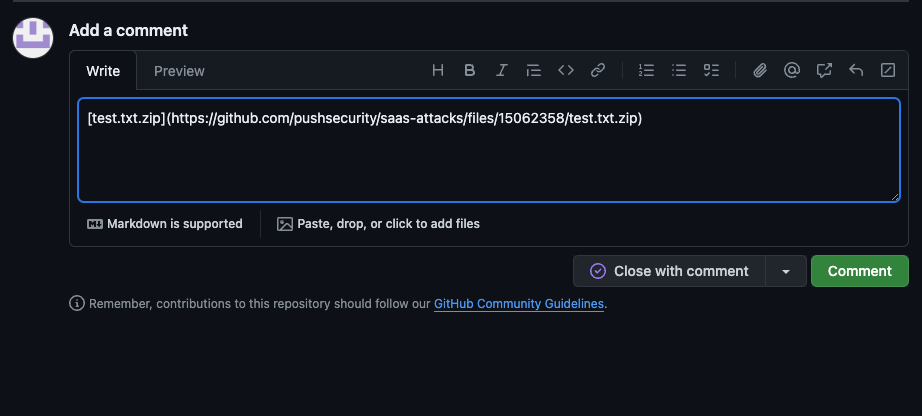 Add a comment
Write Preview
[test.txt.zip](https://github.com/pushsecurity/saas-attacks/files/15062358/test.txt.zip)
Markdown is supported Paste, drop, or click to add files
Close with comment Comment
Remember, contributions to this repository should follow our GitHub Community Guidelines.